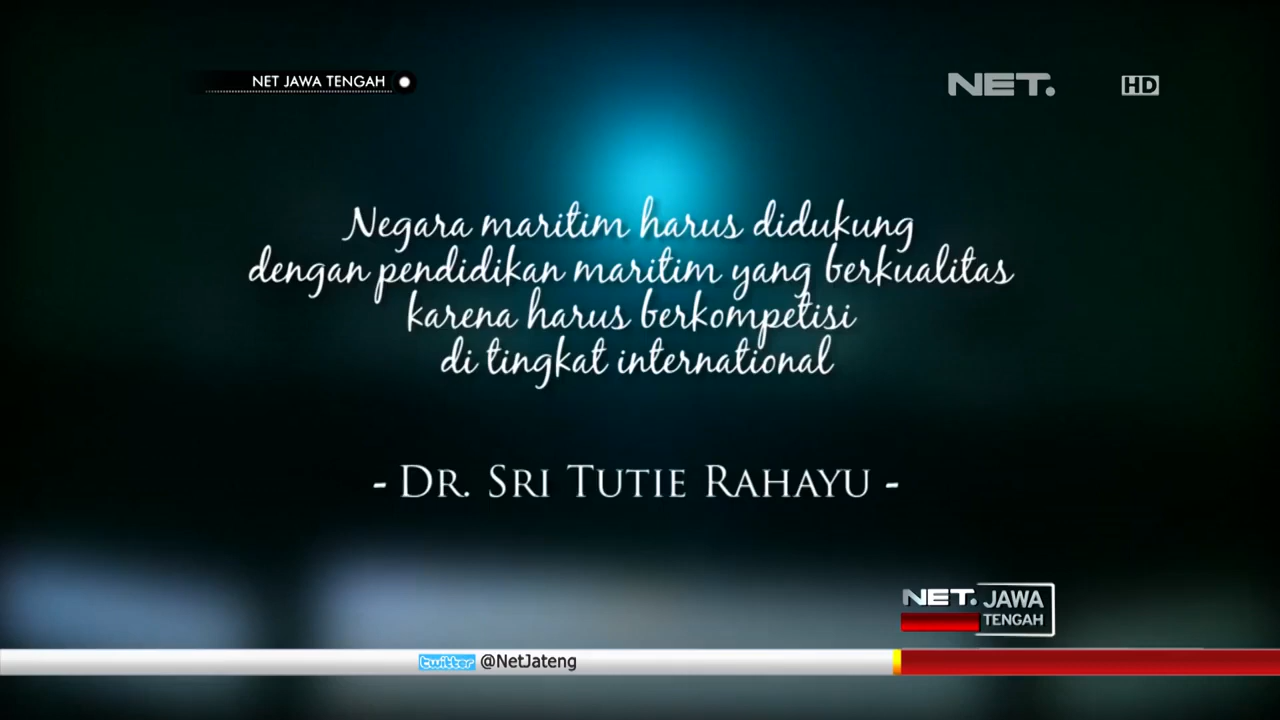 NET JAWA TENGAH
NET.
HD
Negara maritim harus didukung
dengan pendidikan maritim yang berkualitas
karena harus berkompetisi
di tingkat international
- DR. SRI TUTIE RAHAYU -
NET. JAWA
TENGAH
twitter @NetJateng